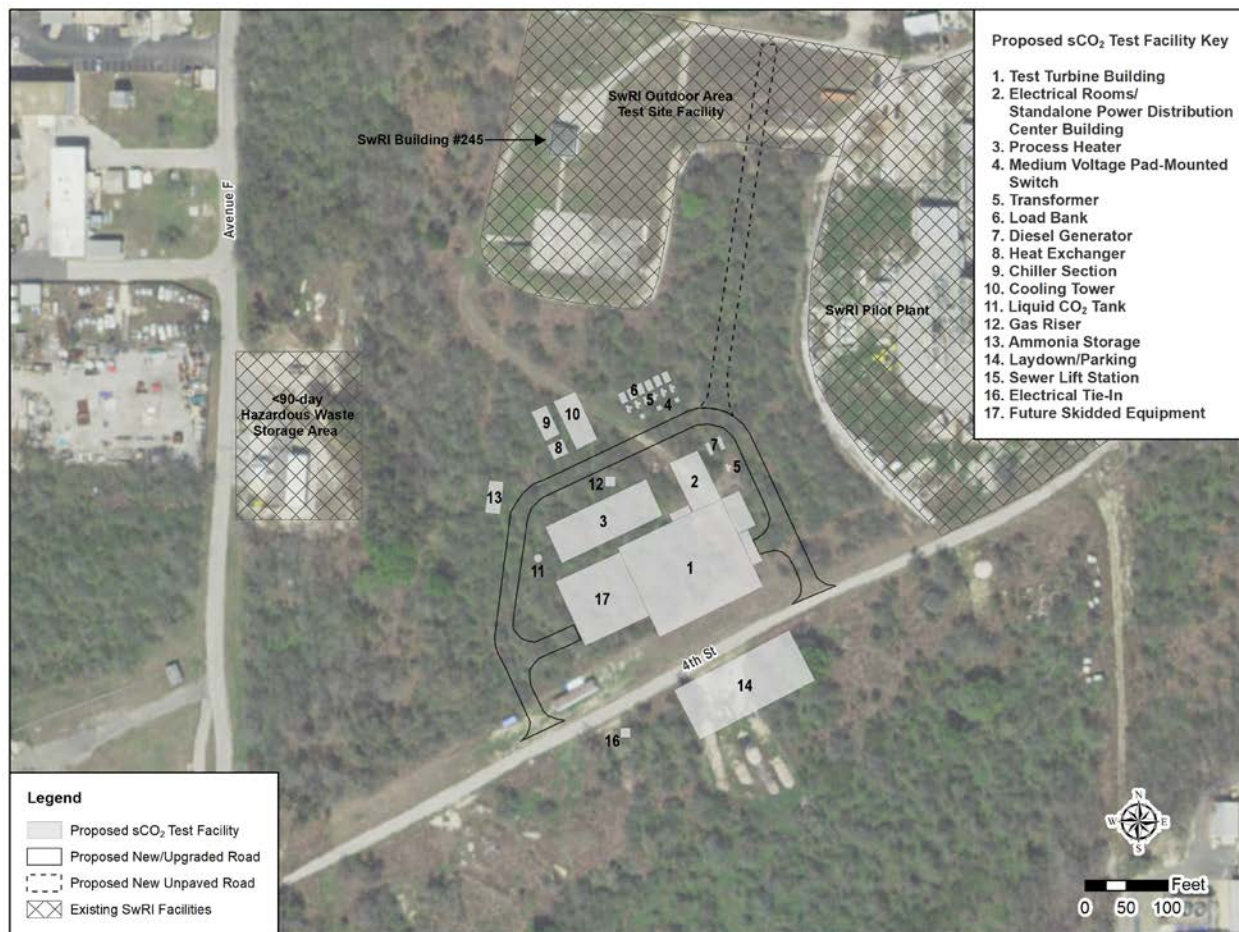 Proposed sCO₂ Test Facility Key
1. Test Turbine Building
2. Electrical Rooms/
Standalone Power Distribution
Center Building
3. Process Heater
4. Medium Voltage Pad-Mounted
Switch
5. Transformer
6. Load Bank
7. Diesel Generator
8. Heat Exchanger
9. Chiller Section
10. Cooling Tower
11. Liquid CO₂ Tank
12. Gas Riser
13. Ammonia Storage
14. Laydown/Parking
15. Sewer Lift Station
16. Electrical Tie-In
17. Future Skidded Equipment
SwRI Outdoor Area
Test Site Facility
SwRI Building #245
Avenue F
SwRI Pilot Plant
<90-day
Hazardous Waste
Storage Area
6
5
4
10
9
8
7
5
2
12
13
3
11
1
17
4th St
14
16
Legend
Proposed sCO₂ Test Facility
Proposed New/Upgraded Road
Proposed New Unpaved Road
Existing SwRI Facilities
N
W
E
S
Feet
0 50 100